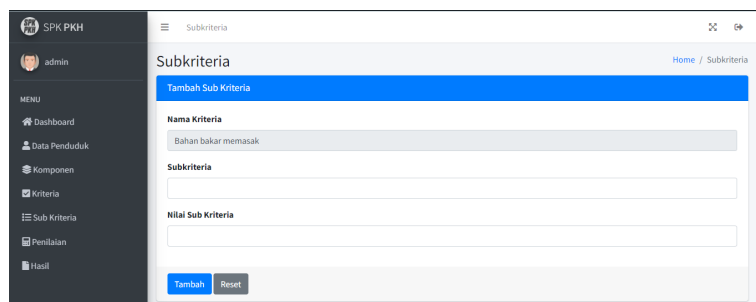 SPK PKH
Subkriteria
admin
Subkriteria
Home / Subkriteria
Tambah Sub Kriteria
MENU
Dashboard
Data Penduduk
Komponen
Kriteria
Sub Kriteria
Penilaian
Hasil
Nama Kriteria
Bahan bakar memasak
Subkriteria
Nilai Sub Kriteria
Tambah Reset